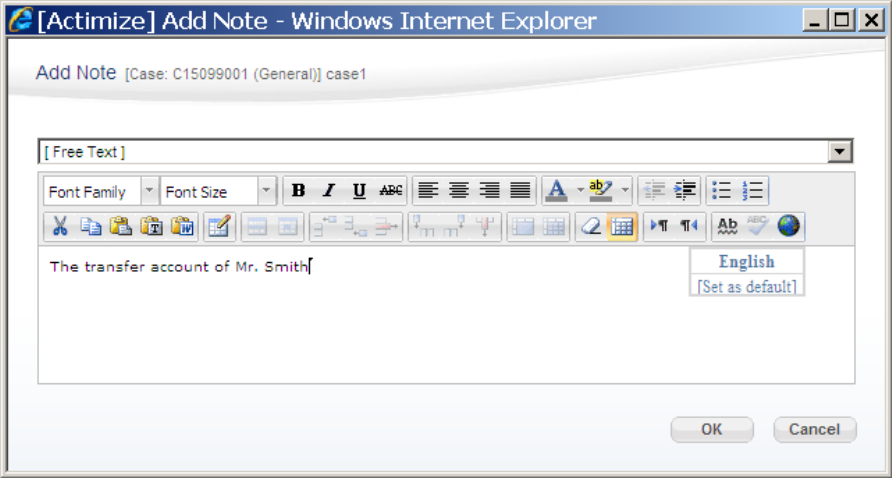 [Actimize] Add Note - Windows Internet Explorer
Add Note [Case: C15099001 (General)] case1
[ Free Text ]
Font Family Font Size B I U ABC A ab
T W Ab ABC
The transfer account of Mr. Smith
English
[Set as default]
OK Cancel